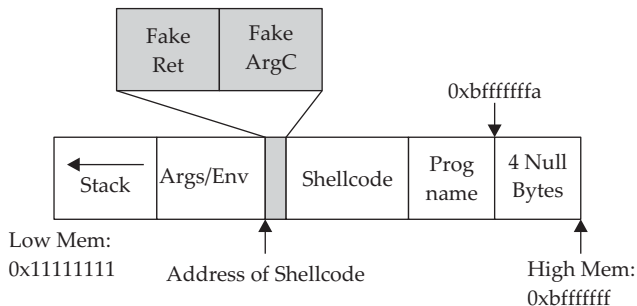 Fake
Ret
Fake
ArgC
0xbfffffffa
Stack
Args/Env
Shellcode
Prog
name
4 Null
Bytes
Low Mem:
0x11111111
Address of Shellcode
High Mem:
0xbfffffff